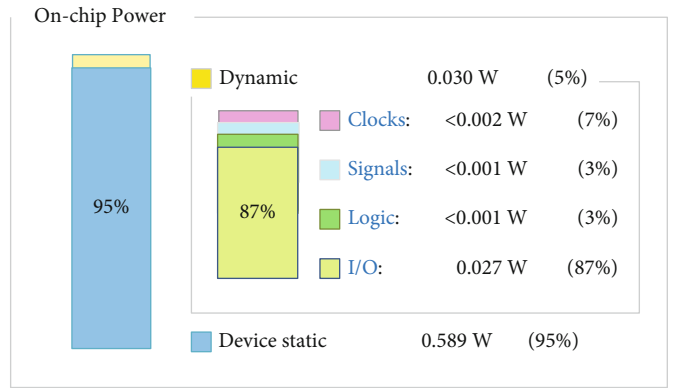 On-chip Power
Dynamic 0.030 W (5%)
Clocks: <0.002 W (7%)
Signals: <0.001 W (3%)
Logic: <0.001 W (3%)
95%
87%
I/O: 0.027 W (87%)
Device static 0.589 W (95%)